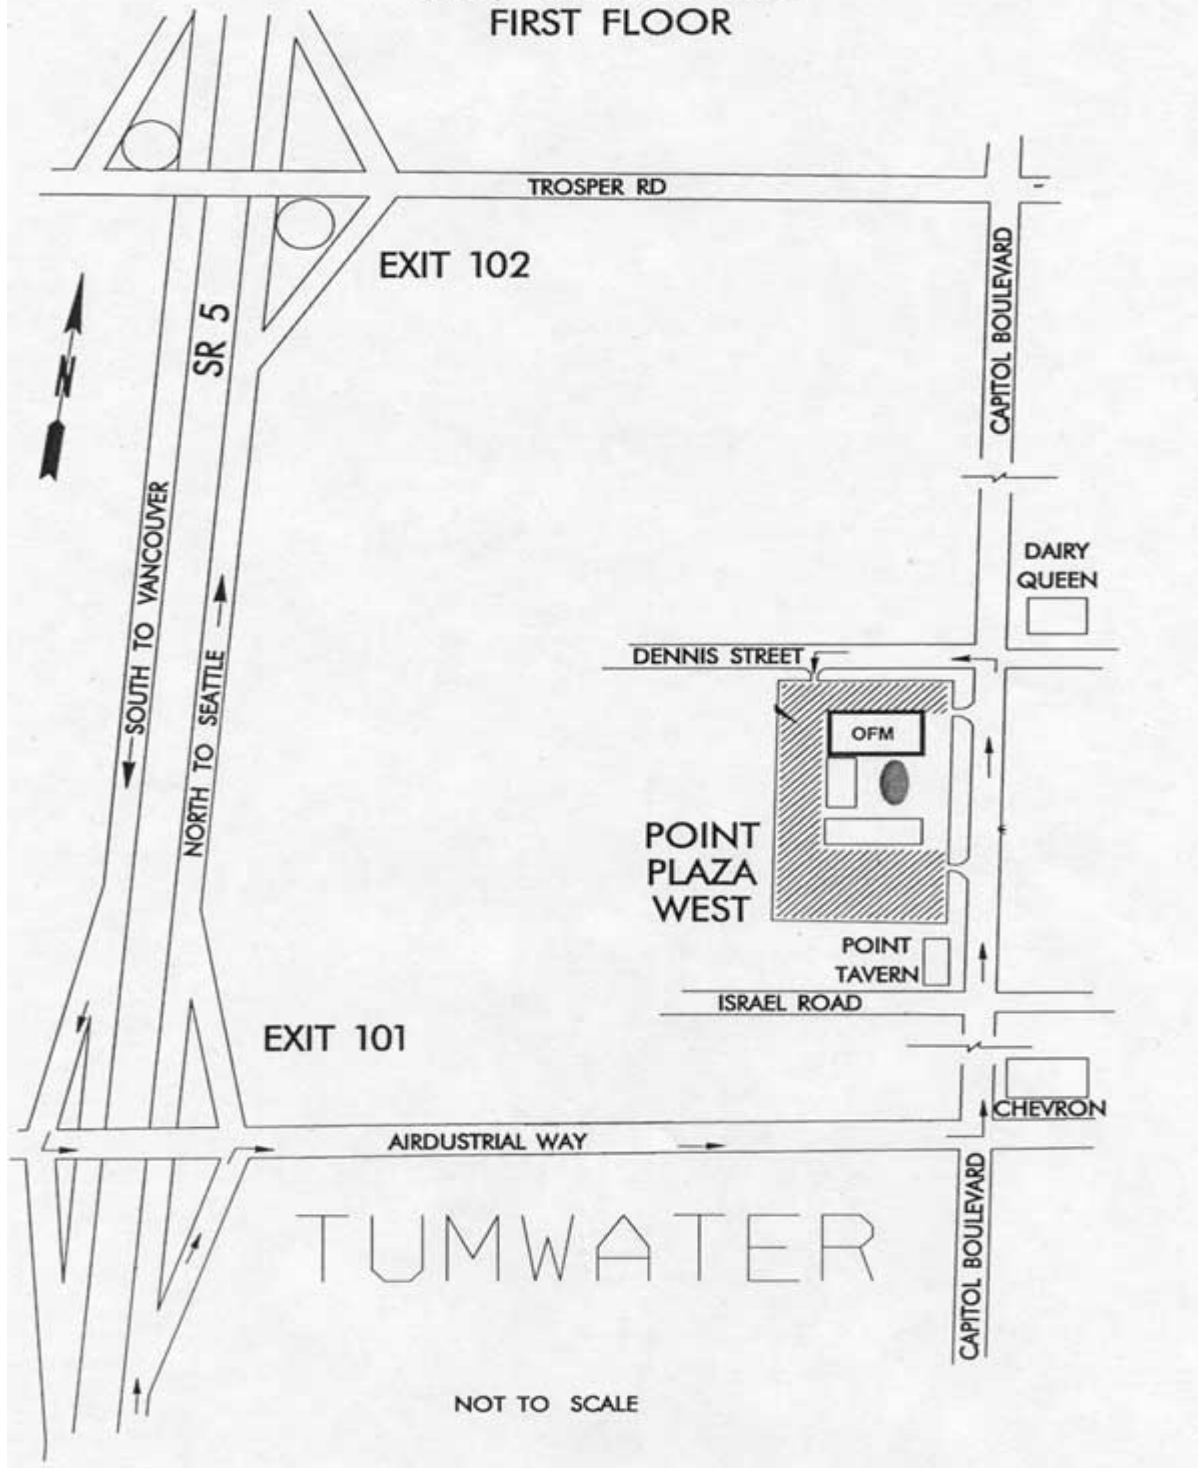 FIRST FLOOR
TROSPER RD
EXIT 102
CAPITOL BOULEVARD
SR 5
N
SOUTH TO VANCOUVER
NORTH TO SEATTLE
DAIRY
QUEEN
DENNIS STREET
OFM
POINT
PLAZA
WEST
POINT
TAVERN
ISRAEL ROAD
EXIT 101
CHEVRON
AIRDUSTRIAL WAY
CAPITOL BOULEVARD
TUMWATER
NOT TO SCALE